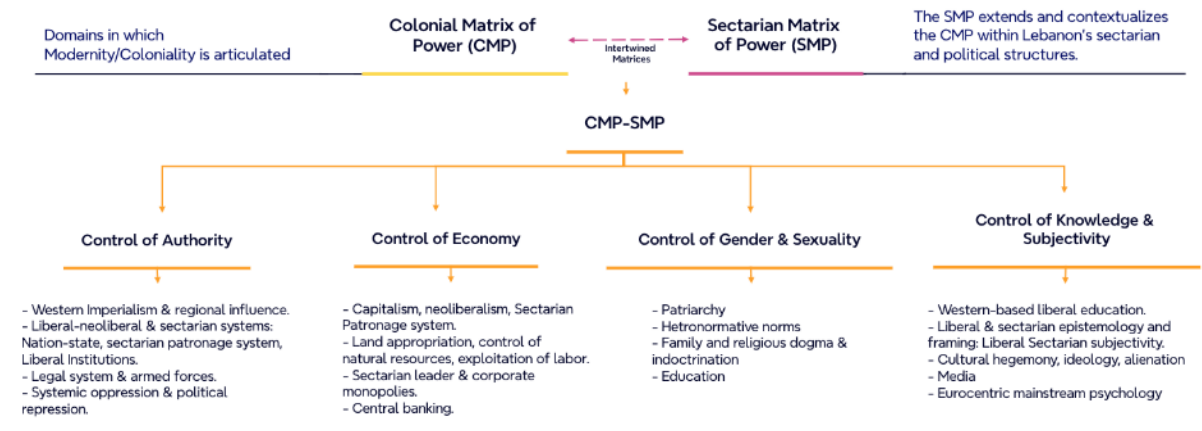 Domains in which
Modernity/Coloniality is articulated
Colonial Matrix of
Power (CMP)
Intertwined
Matrices
Sectarian Matrix
of Power (SMP)
The SMP extends and contextualizes
the CMP within Lebanon's sectarian
and political structures.
CMP-SMP
Control of Authority
- Western Imperialism & regional influence.
- Liberal-neoliberal & sectarian systems:
Nation-state, sectarian patronage system,
Liberal Institutions.
- Legal system & armed forces.
- Systemic oppression & political
repression.
Control of Economy
- Capitalism, neoliberalism, Sectarian
Patronage system.
- Land appropriation, control of
natural resources, exploitation of labor.
- Sectarian leader & corporate
monopolies.
- Central banking.
Control of Gender & Sexuality
- Patriarchy
- Hetronormative norms
- Family and religious dogma &
indoctrination
- Education
Control of Knowledge &
Subjectivity
- Western-based liberal education.
- Liberal & sectarian epistemology and
framing: Liberal Sectarian subjectivity.
- Cultural hegemony, ideology, alienation
- Media
- Eurocentric mainstream psychology